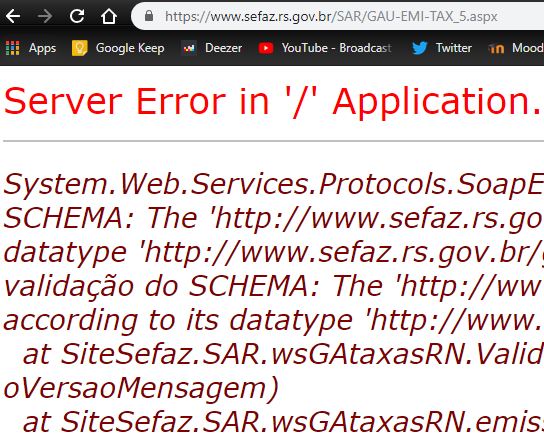 https://www.sefaz.rs.gov.br/SAR/GAU-EMI-TAX_5.aspx
Apps Google Keep Deezer YouTube - Broadcast Twitter Mood
Server Error in '/' Application.
System.Web.Services.Protocols.SoapE
SCHEMA: The 'http://www.sefaz.rs.go
datatype 'http://www.sefaz.rs.gov.br/g
validação do SCHEMA: The 'http://ww
according to its datatype 'http://www.
at SiteSefaz.SAR.wsGAtaxasRN.Valid
oVersaoMensagem)
at SiteSefaz.SAR.wsGAtaxasRN.emiss